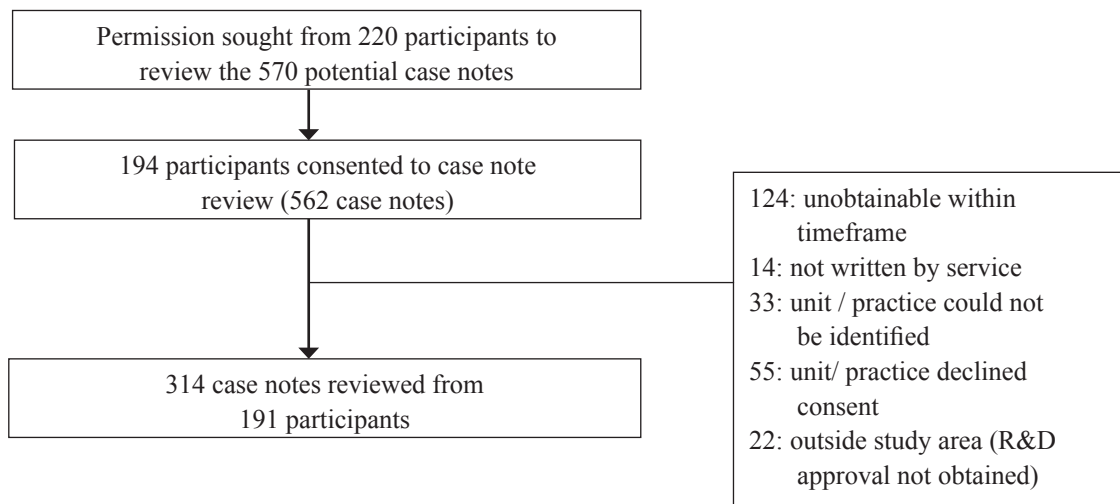 Permission sought from 220 participants to
review the 570 potential case notes
194 participants consented to case note
review (562 case notes)
124: unobtainable within
timeframe
14: not written by service
33: unit / practice could not
be identified
55: unit/ practice declined
consent
22: outside study area (R&D
approval not obtained)
314 case notes reviewed from
191 participants